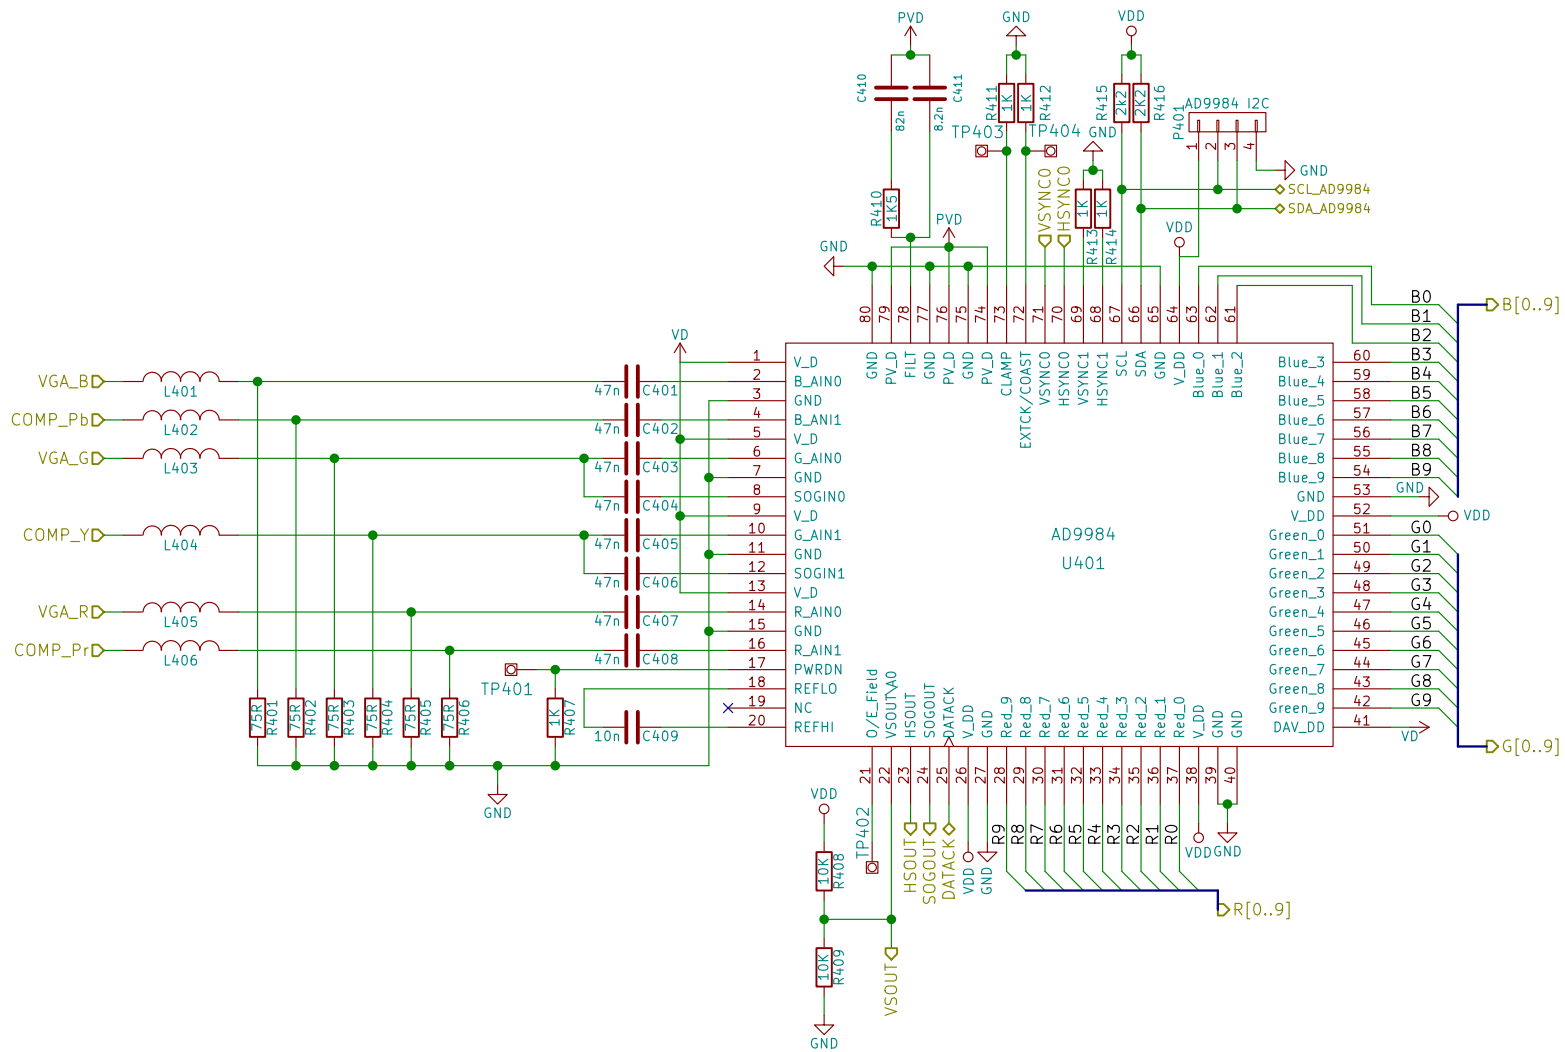 PVD
GND
VDD
C410
C411
82n
8.2n
R411
1K
1K
R412
R415
2k2
2K2
R416
AD9984 I2C
P401
1
2
3
4
GND
TP403
TP404
GND
SCL_AD9984
SDA_AD9984
R410
1K5
VSYNC0
HSYNC0
1K
1K
R413
R414
PVD
VDD
GND
80
79
78
77
76
75
74
73
72
71
70
69
68
67
66
65
64
63
62
61
GND
PV_D
FILT
GND
PV_D
GND
PV_D
CLAMP
EXTCK/COAST
VSYNC0
HSYNC0
VSYNC1
HSYNC1
SCL
SDA
GND
V_DD
Blue_0
Blue_1
Blue_2
B[0..9]
B0
B1
B2
B3
B4
B5
B6
B7
B8
B9
VD
VGA_B
L401
47n C401
COMP_Pb
L402
47n C402
VGA_G
L403
47n C403
47n C404
COMP_Y
L404
47n C405
47n C406
VGA_R
L405
47n C407
COMP_Pr
L406
47n C408
TP401
10n C409
75R
R401
75R
R402
75R
R403
75R
R404
75R
R405
75R
R406
1K
R407
GND
1 V_D
2 B_AIN0
3 GND
4 B_ANI1
5 V_D
6 G_AIN0
7 GND
8 SOGIN0
9 V_D
10 G_AIN1
11 GND
12 SOGIN1
13 V_D
14 R_AIN0
15 GND
16 R_AIN1
17 PWRDN
18 REFLO
19 NC
20 REFHI
AD9984
U401
Blue_3 60
Blue_4 59
Blue_5 58
Blue_6 57
Blue_7 56
Blue_8 55
Blue_9 54
GND 53
V_DD 52
Green_0 51
Green_1 50
Green_2 49
Green_3 48
Green_4 47
Green_5 46
Green_6 45
Green_7 44
Green_8 43
Green_9 42
DAV_DD 41
GND
VDD
G0
G1
G2
G3
G4
G5
G6
G7
G8
G9
VD
G[0..9]
O/E_Field
VSOUT\A0
HSOUT
SOGOUT
DATACK
V_DD
GND
Red_9
Red_8
Red_7
Red_6
Red_5
Red_4
Red_3
Red_2
Red_1
Red_0
V_DD
GND
GND
21
22
23
24
25
26
27
28
29
30
31
32
33
34
35
36
37
38
39
40
VDD
10K
R408
TP402
HSOUT
SOGOUT
DATACK
VDD
GND
R9
R8
R7
R6
R5
R4
R3
R2
R1
R0
VDD
GND
R[0..9]
10K
R409
VSOUT
GND